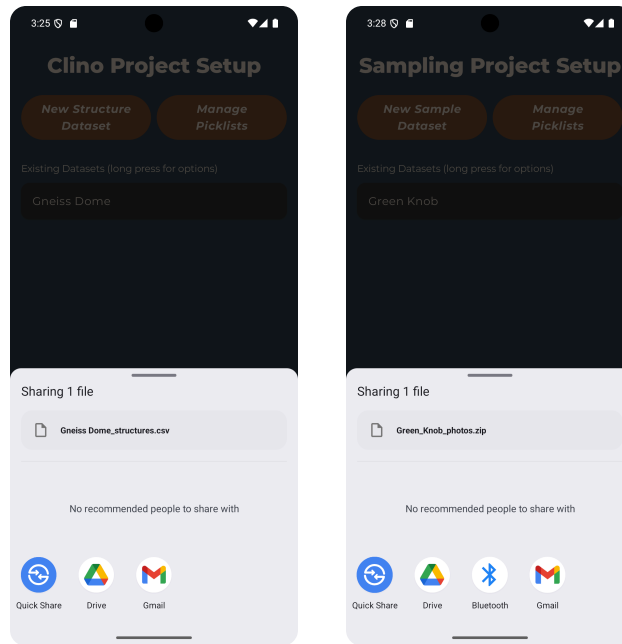 3:25
Clino Project Setup
New Structure
Dataset
Manage
Picklists
Existing Datasets (long press for options)
Gneiss Dome
Sharing 1 file
Gneiss Dome_structures.csv
No recommended people to share with
Quick Share
Drive
Gmail
3:28
Sampling Project Setup
New Sample
Dataset
Manage
Picklists
Existing Datasets (long press for options)
Green Knob
Sharing 1 file
Green_Knob_photos.zip
No recommended people to share with
Quick Share
Drive
Bluetooth
Gmail